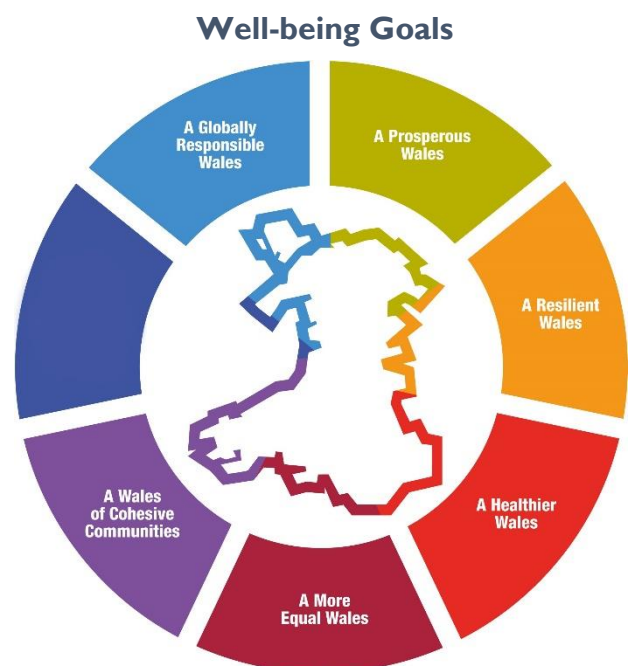 Well-being Goals
A Globally
Responsible
Wales
A Prosperous
Wales
A Resilient
Wales
A Healthier
Wales
A More
Equal Wales
A Wales
of Cohesive
Communities